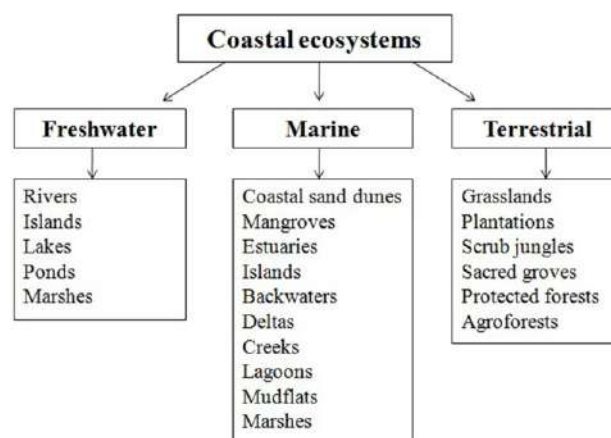 Coastal ecosystems
Freshwater
Marine
Terrestrial
Rivers
Islands
Lakes
Ponds
Marshes
Coastal sand dunes
Mangroves
Estuaries
Islands
Backwaters
Deltas
Creeks
Lagoons
Mudflats
Marshes
Grasslands
Plantations
Scrub jungles
Sacred groves
Protected forests
Agroforests